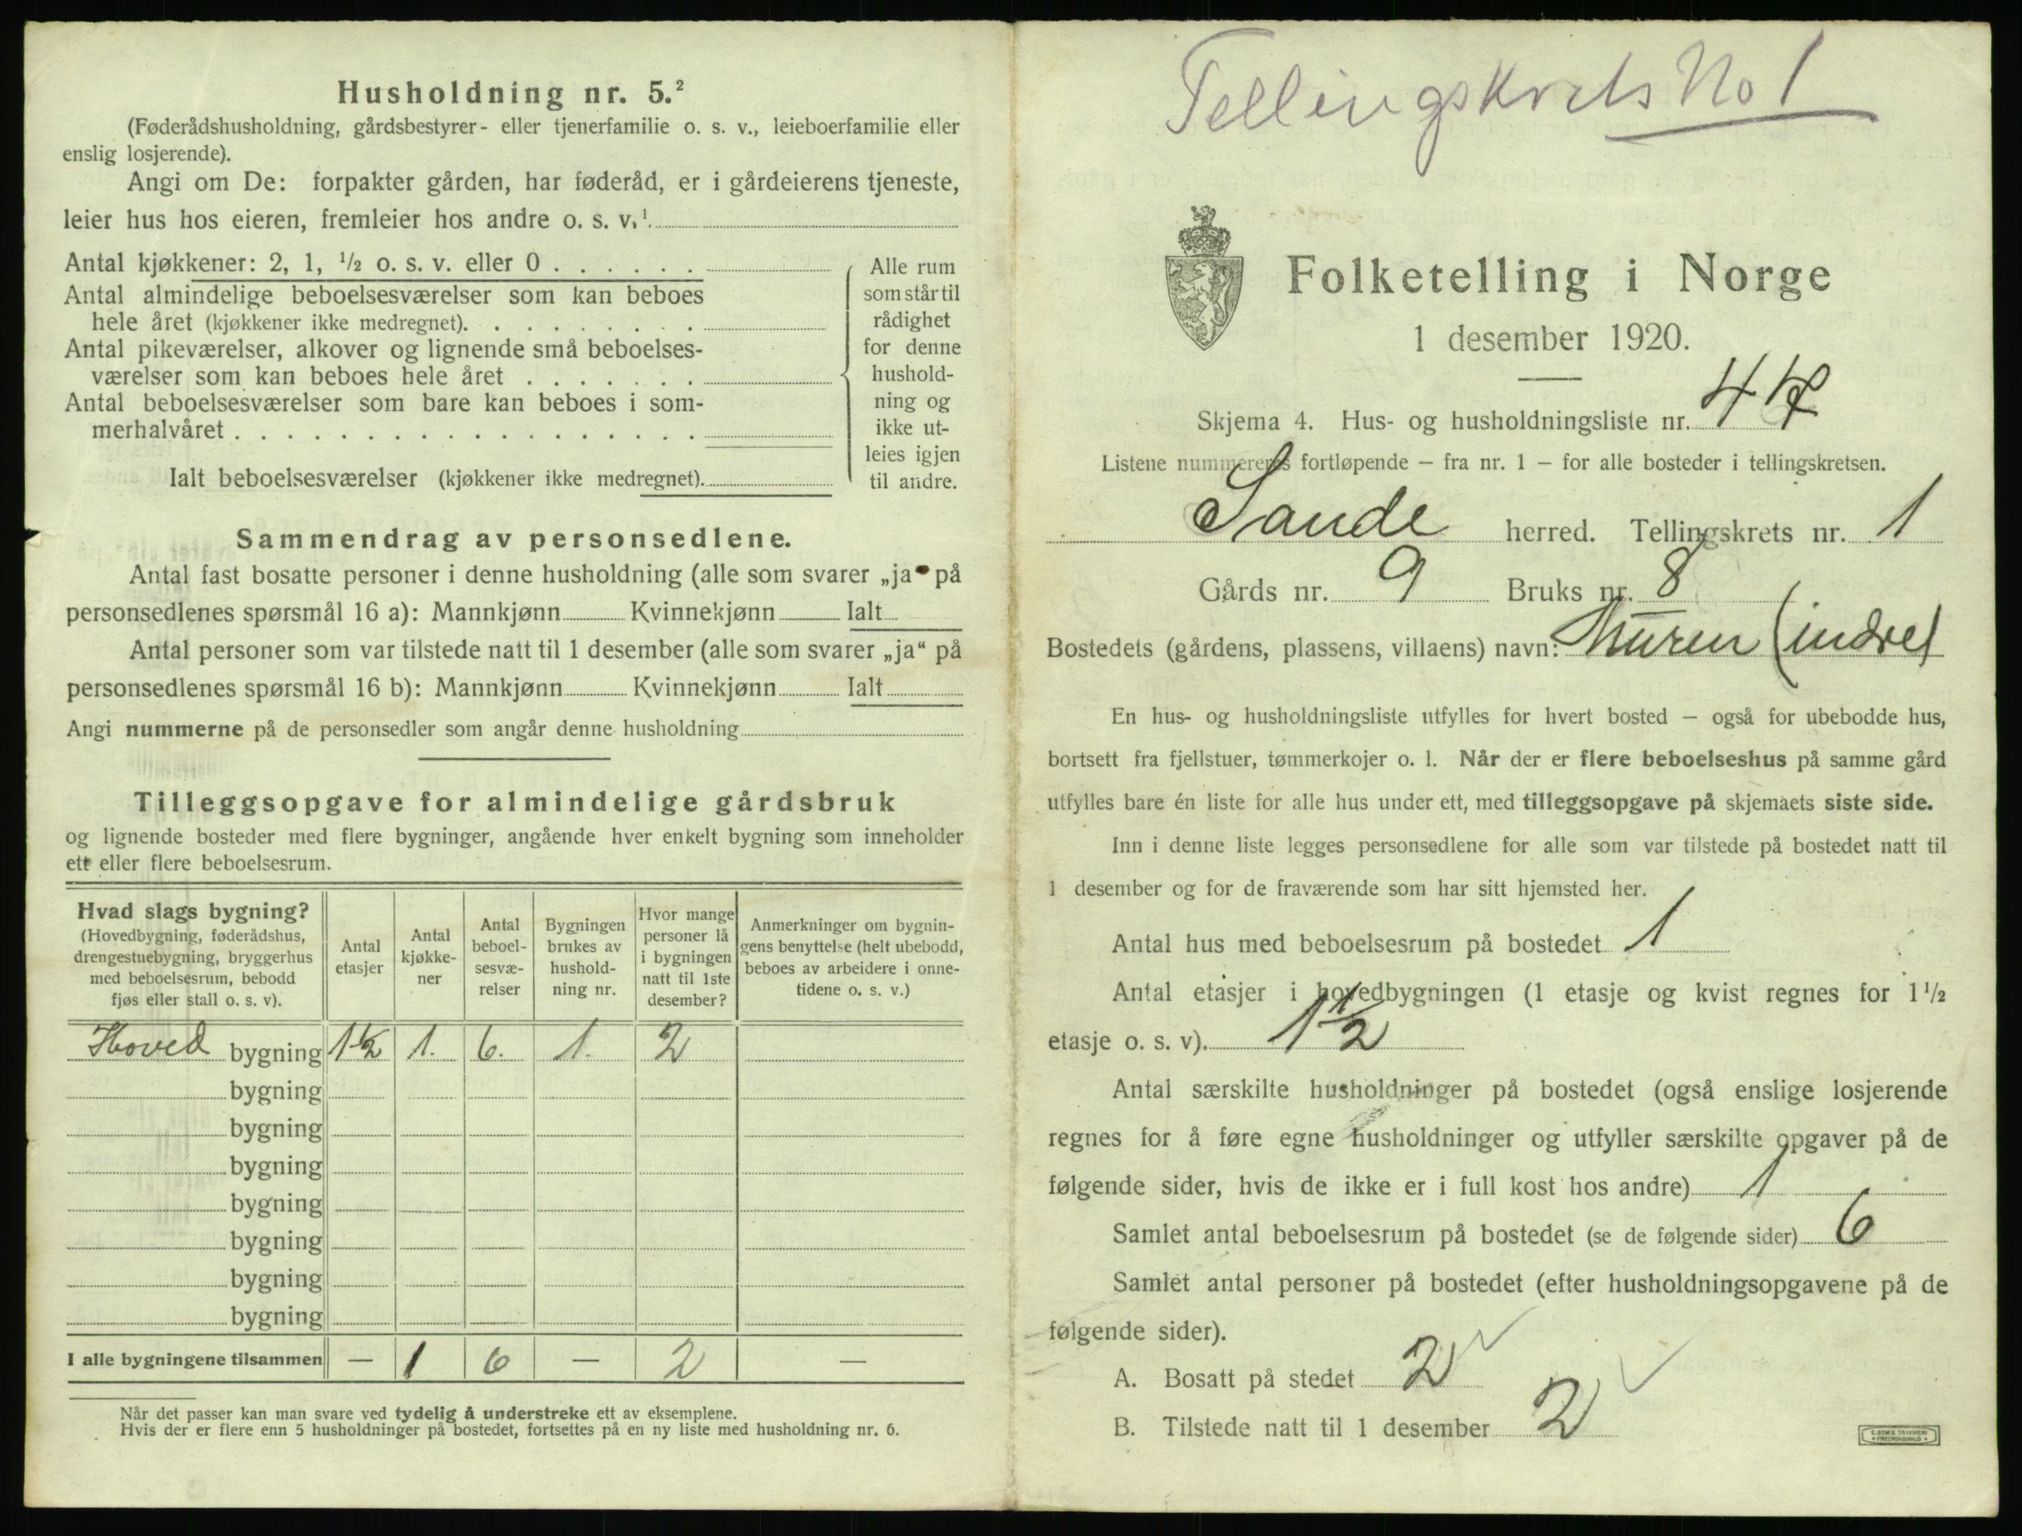 Husholdning nr. 5.²
(Føderådshusholdning, gårdsbestyrer- eller tjenerfamilie o. s. v., leieboerfamilie eller
enslig losjerende).
Angi om De: forpakter gården, har føderåd, er i gårdeierens tjeneste,
leier hus hos eieren, fremleier hos andre o. s. v.¹
Antal kjøkkener: 2, 1, ½ o. s. v. eller 0
Antal almindelige beboelsesværelser som kan beboes
hele året (kjøkkener ikke medregnet).
Antal pikeværelser, alkover og lignende små beboelses-
værelser som kan beboes hele året
Antal beboelsesværelser som bare kan beboes i som-
merhalvåret
Ialt beboelsesværelser (kjøkkener ikke medregnet).
Alle rum
som står til
rådighet
for denne
hushold-
ning og
ikke ut-
leies igjen
til andre.
Sammendrag av personsedlene.
Antal fast bosatte personer i denne husholdning (alle som svarer „ja“ på
personsedlenes spørsmål 16 a): Mannkjønn Kvinnekjønn Ialt
Antal personer som var tilstede natt til 1 desember (alle som svarer „ja“ på
personsedlenes spørsmål 16 b): Mannkjønn Kvinnekjønn Ialt
Angi nummerne på de personsedler som angår denne husholdning
Tilleggsopgave for almindelige gårdsbruk
og lignende bosteder med flere bygninger, angående hver enkelt bygning som inneholder
ett eller flere beboelsesrum.
Hvad slags bygning?
(Hovedbygning, føderådshus,
drengestuebygning, bryggerhus
med beboelsesrum, bebodd
fjøs eller stall o. s. v).
Antal
etasjer
Antal
kjøkke-
ner
Antal
beboel-
sesvæ-
relser
Bygningen
brukes av
hushold-
ning nr.
Hvor mange
personer lå
i bygningen
natt til 1ste
desember?
Anmerkninger om bygnin-
gens benyttelse (helt ubebodd,
beboes av arbeidere i onne-
tidene o. s. v.)
Hoved bygning 1½ 1. 6. 1. 2
bygning
bygning
bygning
bygning
bygning
bygning
bygning
I alle bygningene tilsammen — 1 6 — 2 —
Når det passer kan man svare ved tydelig å understreke ett av eksemplene.
Hvis der er flere enn 5 husholdninger på bostedet, fortsettes på en ny liste med husholdning nr. 6.
Tellingskrets No 1
Folketelling i Norge
1 desember 1920.
Skjema 4. Hus- og husholdningsliste nr. 4
Listene nummereres fortløpende – fra nr. 1 – for alle bosteder i tellingskretsen.
Sande herred. Tellingskrets nr. 1
Gårds nr. 9 Bruks nr. 8
Bostedets (gårdens, plassens, villaens) navn: Muren (indre)
En hus- og husholdningsliste utfylles for hvert bosted – også for ubebodde hus,
bortsett fra fjellstuer, tømmerkojer o. l. Når der er flere beboelseshus på samme gård
utfylles bare én liste for alle hus under ett, med tilleggsopgave på skjemaets siste side.
Inn i denne liste legges personsedlene for alle som var tilstede på bostedet natt til
1 desember og for de fraværende som har sitt hjemsted her.
Antal hus med beboelsesrum på bostedet 1
Antal etasjer i hovedbygningen (1 etasje og kvist regnes for 1½
etasje o. s. v). 1½
Antal særskilte husholdninger på bostedet (også enslige losjerende
regnes for å føre egne husholdninger og utfyller særskilte opgaver på de
følgende sider, hvis de ikke er i full kost hos andre) 1
Samlet antal beboelsesrum på bostedet (se de følgende sider) 6
Samlet antal personer på bostedet (efter husholdningsopgavene på de
følgende sider).
A. Bosatt på stedet 2
B. Tilstede natt til 1 desember 2